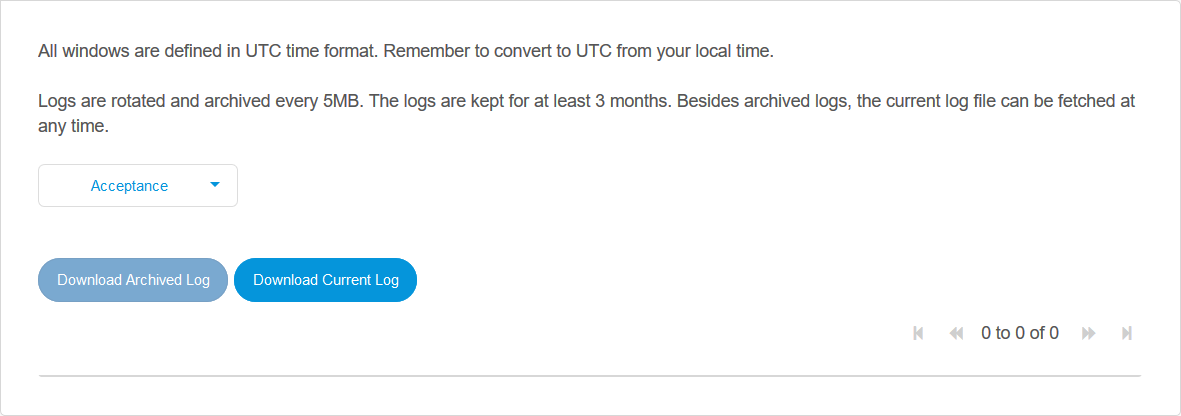 All windows are defined in UTC time format. Remember to convert to UTC from your local time.
Logs are rotated and archived every 5MB. The logs are kept for at least 3 months. Besides archived logs, the current log file can be fetched at
any time.
Acceptance
Download Archived Log Download Current Log
0 to 0 of 0